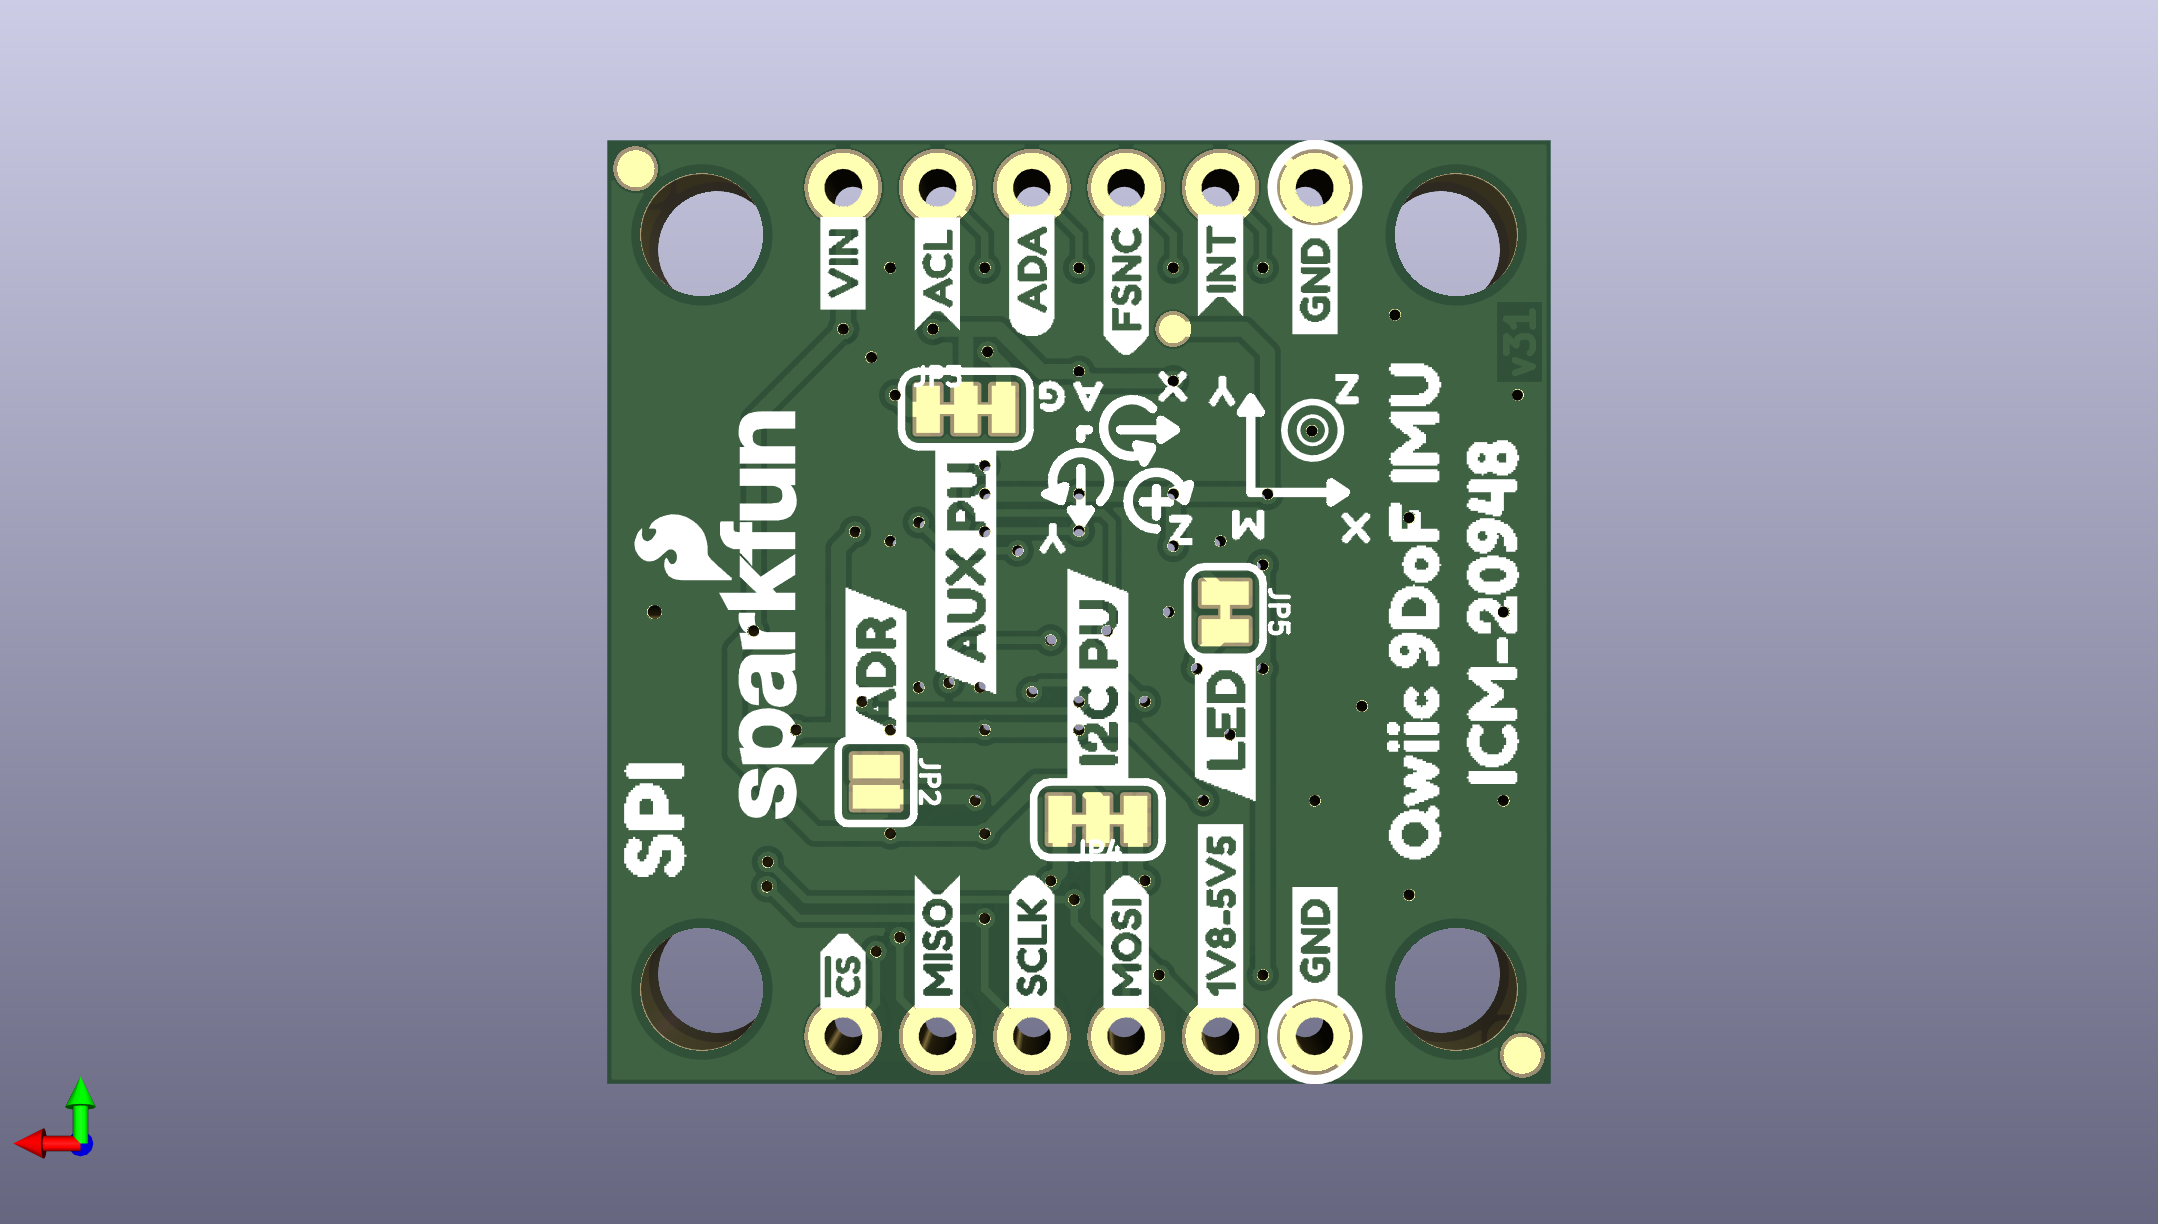 VIN
ACL
ADA
FSNC
INT
GND
v31
JP3
G A
X
Y
Z
Y
Z
M
X
AUX PU
sparkfun
ADR
JP2
I2C PU
JP4
JP5
LED
Qwiic 9DoF IMU
ICM-20948
SPI
CS
MISO
SCLK
MOSI
1V8-5V5
GND